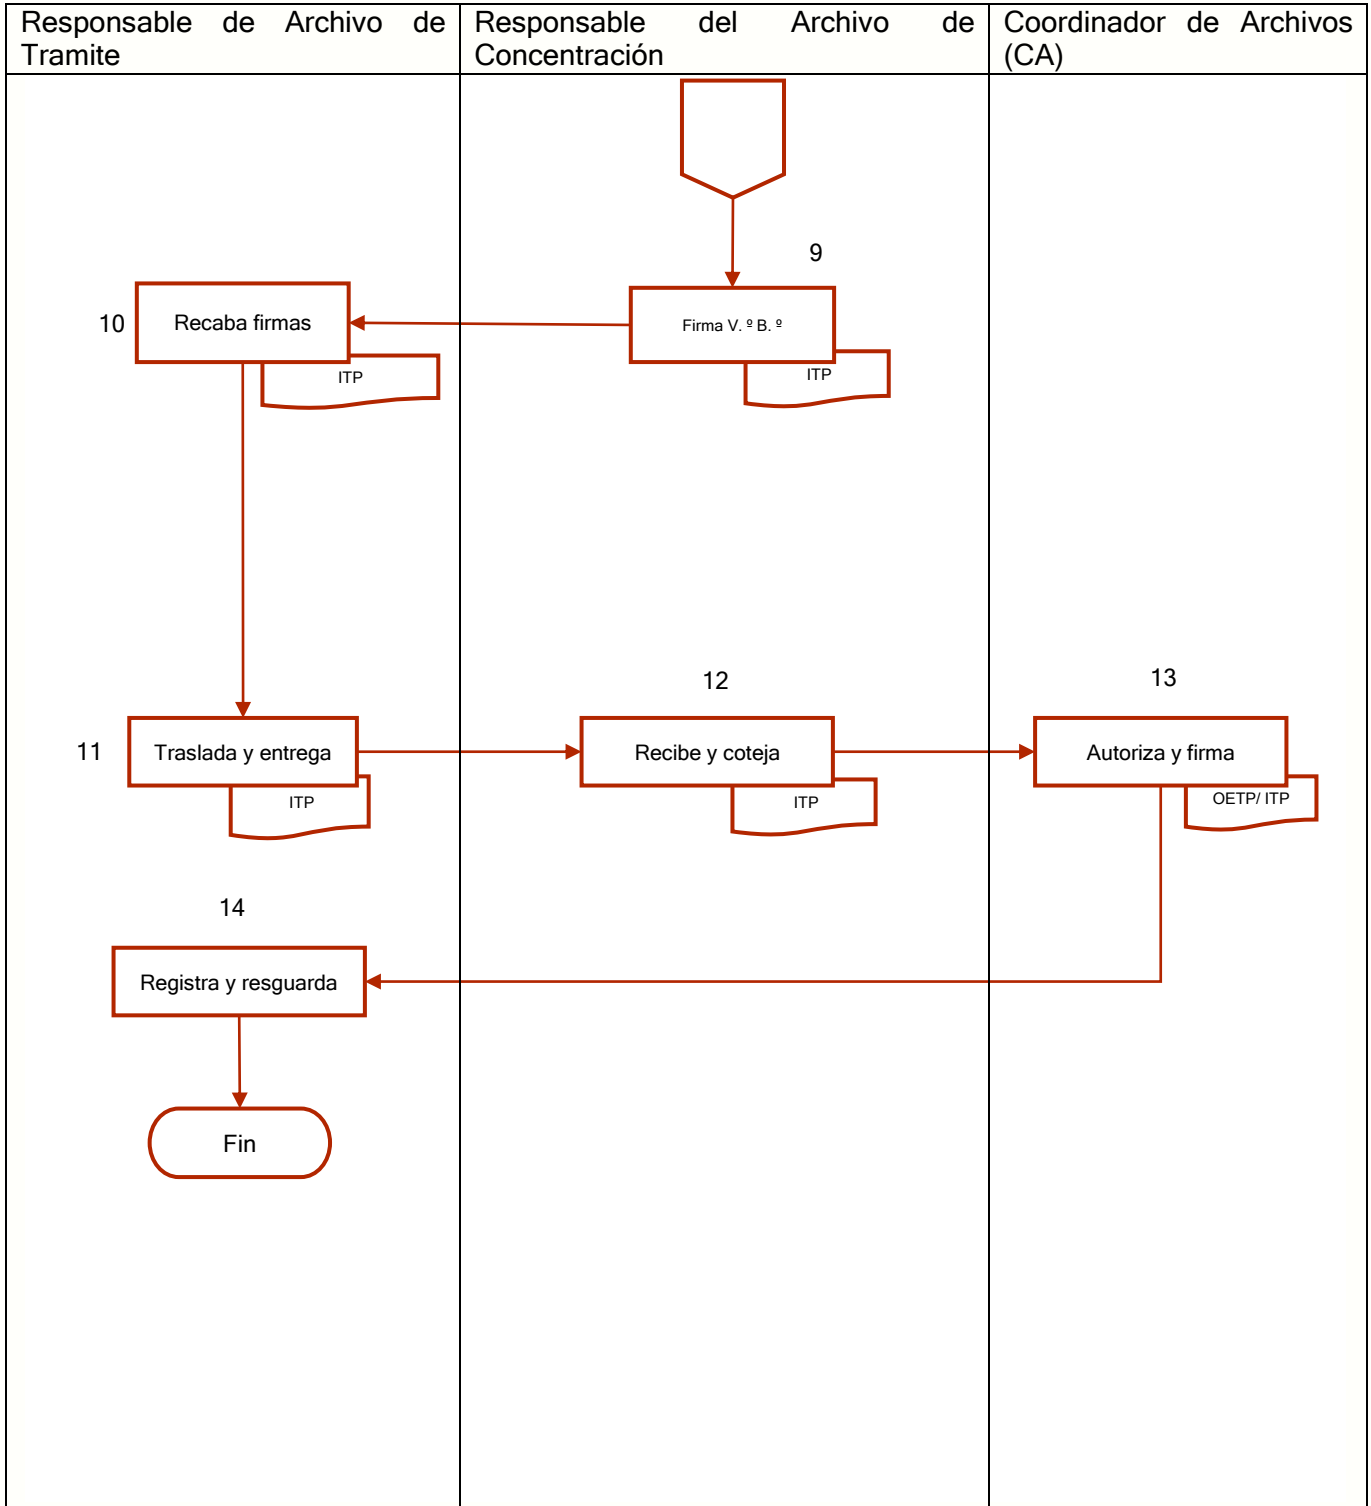 Responsable de Archivo de
Tramite
Responsable del Archivo de
Concentración
Coordinador de Archivos
(CA)
9
Firma V. º B. º
ITP
10
Recaba firmas
ITP
11
Traslada y entrega
ITP
12
Recibe y coteja
ITP
13
Autoriza y firma
OETP/ ITP
14
Registra y resguarda
Fin